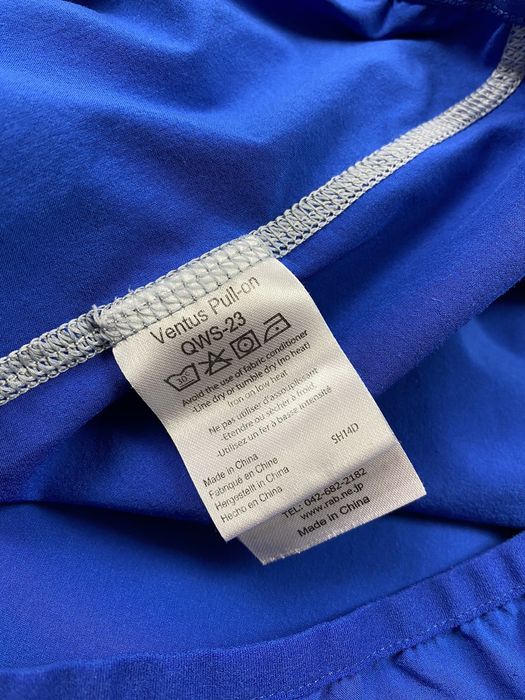 Ventus Pull-on
QWS-23
30
Avoid the use of fabric conditioner
-Line dry or tumble dry (no heat)
Iron on low heat
Ne pas utiliser d'assouplissant
-Etendre ou sécher à froid.
-Utilisez un fer à basse intensité
SH14D
Made in China
Fabriqué en Chine
Hergestellt in China
Hecho en China
TEL: 042-682-2182
www.rab.ne.jp
Made in China